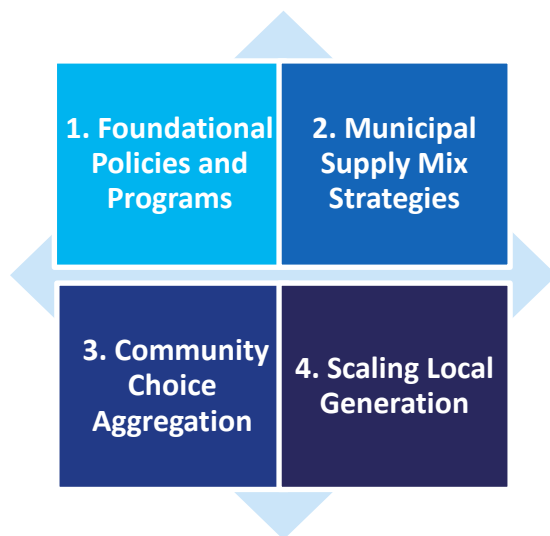 1. Foundational
Policies and
Programs
2. Municipal
Supply Mix
Strategies
3. Community
Choice
Aggregation
4. Scaling Local
Generation